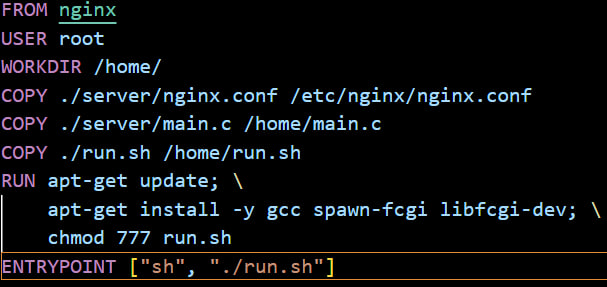 FROM nginx
USER root
WORKDIR /home/
COPY ./server/nginx.conf /etc/nginx/nginx.conf
COPY ./server/main.c /home/main.c
COPY ./run.sh /home/run.sh
RUN apt-get update; \
    apt-get install -y gcc spawn-fcgi libfcgi-dev; \
    chmod 777 run.sh
ENTRYPOINT ["sh", "./run.sh"]